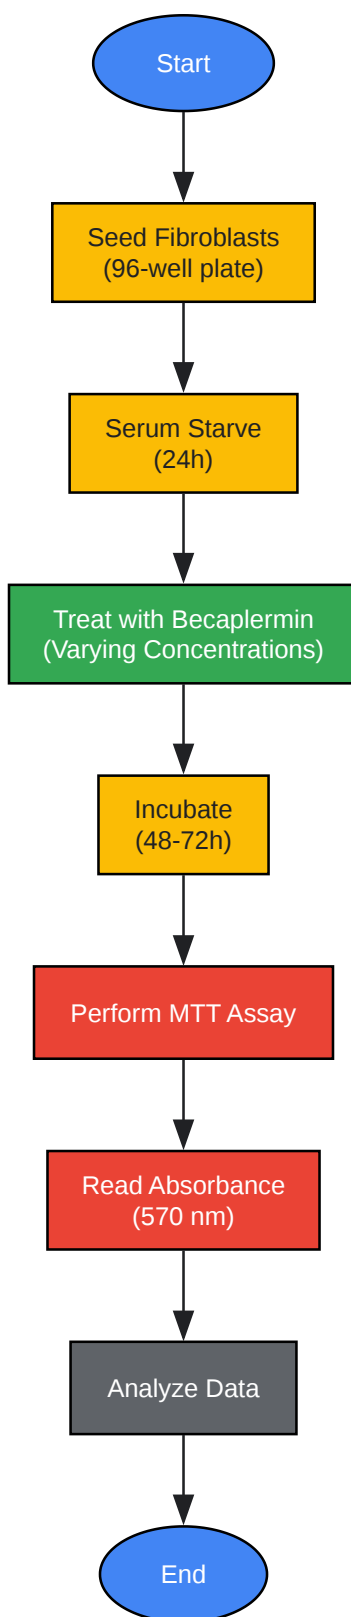 Start
Seed Fibroblasts
(96-well plate)
Serum Starve
(24h)
Treat with Becaplermin
(Varying Concentrations)
Incubate
(48-72h)
Perform MTT Assay
Read Absorbance
(570 nm)
Analyze Data
End